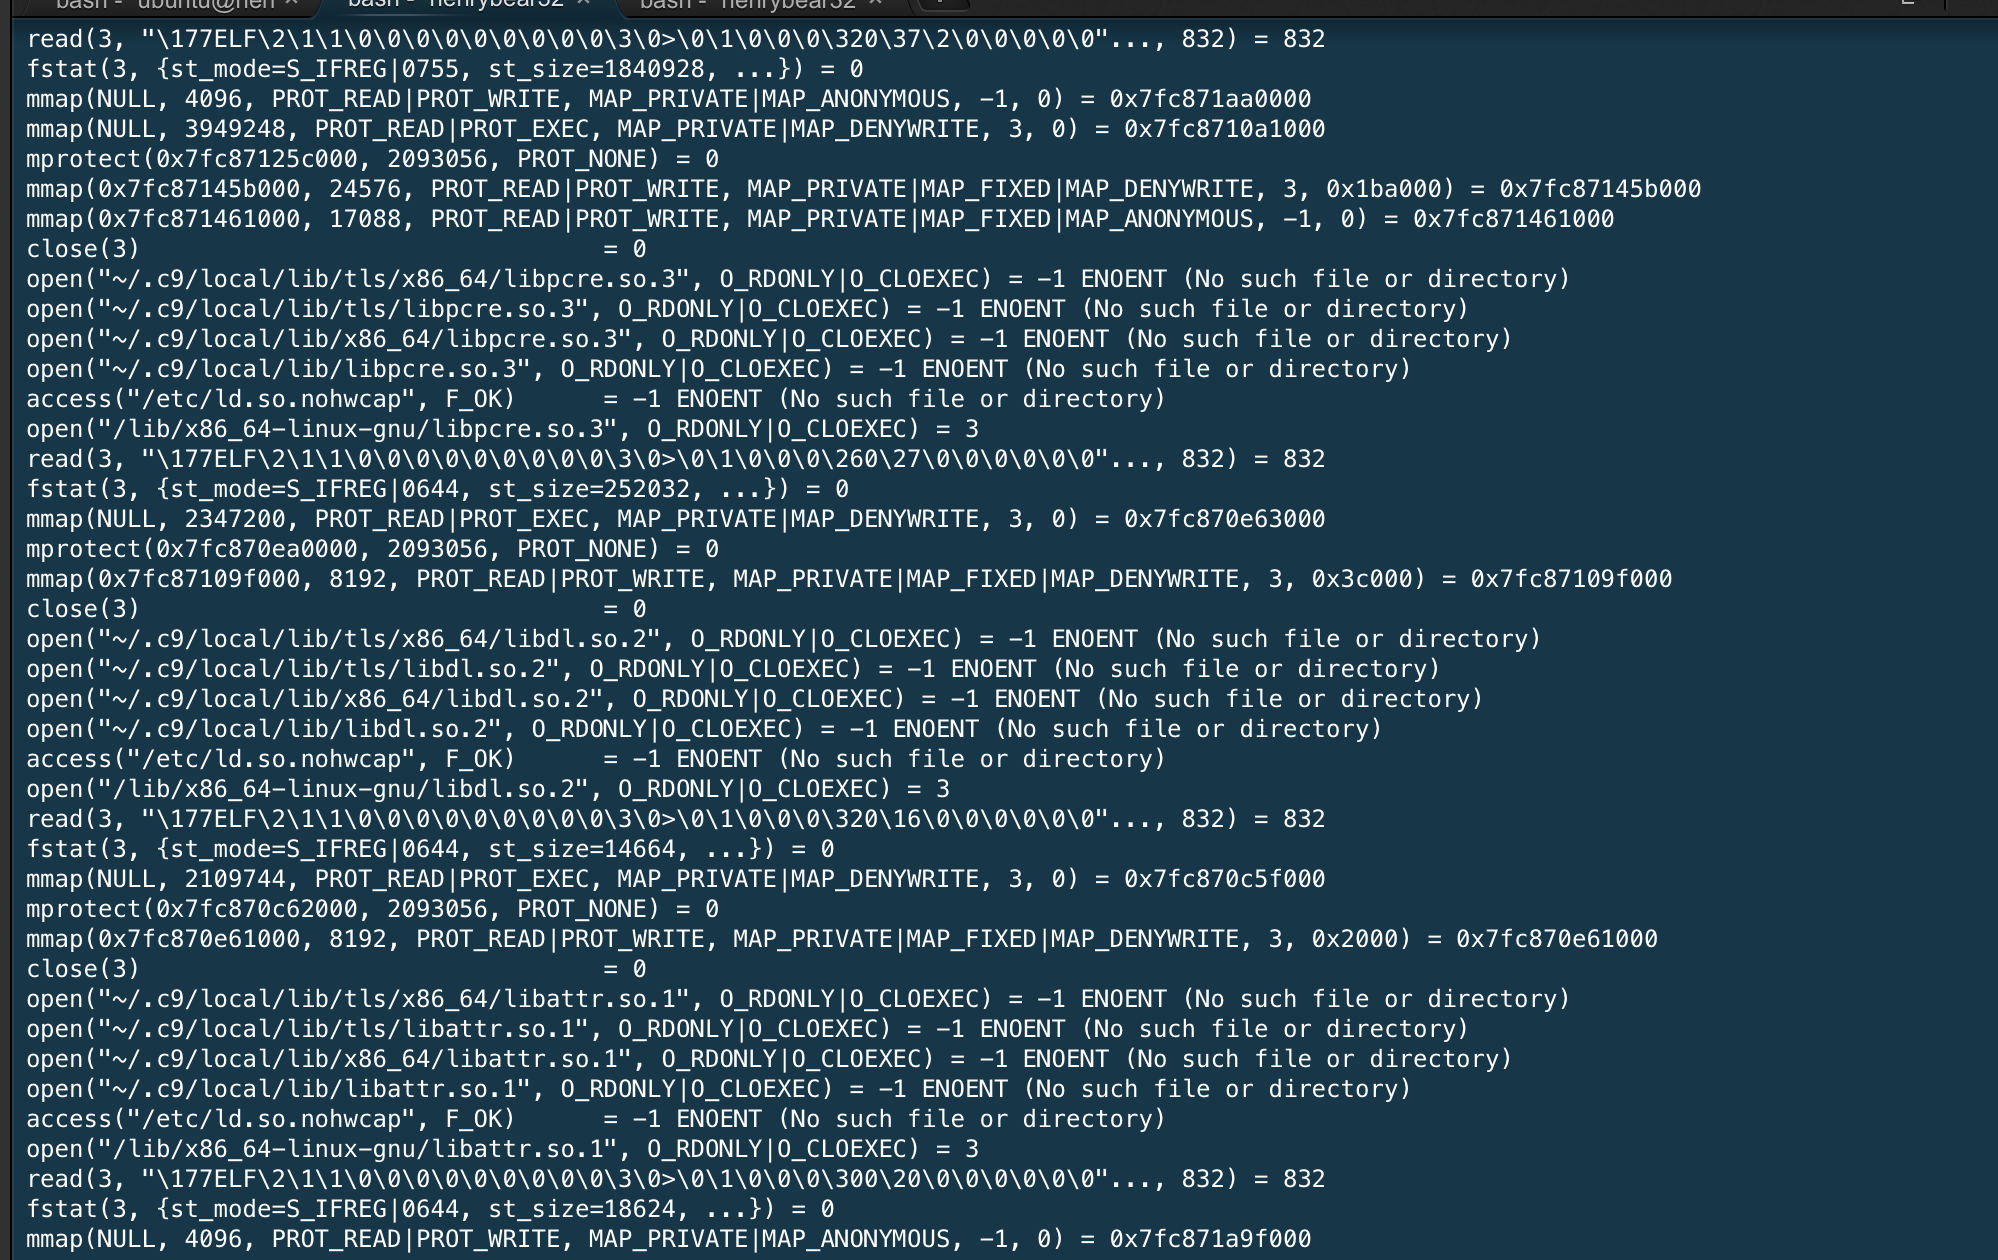 bash - "ubuntu@hen × bash - "henrybear32" × bash - "henrybear32" ×
read(3, "\177ELF\2\1\1\0\0\0\0\0\0\0\0\0\3\0>\0\1\0\0\0\320\37\2\0\0\0\0\0"..., 832) = 832
fstat(3, {st_mode=S_IFREG|0755, st_size=1840928, ...}) = 0
mmap(NULL, 4096, PROT_READ|PROT_WRITE, MAP_PRIVATE|MAP_ANONYMOUS, -1, 0) = 0x7fc871aa0000
mmap(NULL, 3949248, PROT_READ|PROT_EXEC, MAP_PRIVATE|MAP_DENYWRITE, 3, 0) = 0x7fc8710a1000
mprotect(0x7fc87125c000, 2093056, PROT_NONE) = 0
mmap(0x7fc87145b000, 24576, PROT_READ|PROT_WRITE, MAP_PRIVATE|MAP_FIXED|MAP_DENYWRITE, 3, 0x1ba000) = 0x7fc87145b000
mmap(0x7fc871461000, 17088, PROT_READ|PROT_WRITE, MAP_PRIVATE|MAP_FIXED|MAP_ANONYMOUS, -1, 0) = 0x7fc871461000
close(3)                                = 0
open("~/.c9/local/lib/tls/x86_64/libpcre.so.3", O_RDONLY|O_CLOEXEC) = -1 ENOENT (No such file or directory)
open("~/.c9/local/lib/tls/libpcre.so.3", O_RDONLY|O_CLOEXEC) = -1 ENOENT (No such file or directory)
open("~/.c9/local/lib/x86_64/libpcre.so.3", O_RDONLY|O_CLOEXEC) = -1 ENOENT (No such file or directory)
open("~/.c9/local/lib/libpcre.so.3", O_RDONLY|O_CLOEXEC) = -1 ENOENT (No such file or directory)
access("/etc/ld.so.nohwcap", F_OK)      = -1 ENOENT (No such file or directory)
open("/lib/x86_64-linux-gnu/libpcre.so.3", O_RDONLY|O_CLOEXEC) = 3
read(3, "\177ELF\2\1\1\0\0\0\0\0\0\0\0\0\3\0>\0\1\0\0\0\260\27\0\0\0\0\0\0"..., 832) = 832
fstat(3, {st_mode=S_IFREG|0644, st_size=252032, ...}) = 0
mmap(NULL, 2347200, PROT_READ|PROT_EXEC, MAP_PRIVATE|MAP_DENYWRITE, 3, 0) = 0x7fc870e63000
mprotect(0x7fc870ea0000, 2093056, PROT_NONE) = 0
mmap(0x7fc87109f000, 8192, PROT_READ|PROT_WRITE, MAP_PRIVATE|MAP_FIXED|MAP_DENYWRITE, 3, 0x3c000) = 0x7fc87109f000
close(3)                                = 0
open("~/.c9/local/lib/tls/x86_64/libdl.so.2", O_RDONLY|O_CLOEXEC) = -1 ENOENT (No such file or directory)
open("~/.c9/local/lib/tls/libdl.so.2", O_RDONLY|O_CLOEXEC) = -1 ENOENT (No such file or directory)
open("~/.c9/local/lib/x86_64/libdl.so.2", O_RDONLY|O_CLOEXEC) = -1 ENOENT (No such file or directory)
open("~/.c9/local/lib/libdl.so.2", O_RDONLY|O_CLOEXEC) = -1 ENOENT (No such file or directory)
access("/etc/ld.so.nohwcap", F_OK)      = -1 ENOENT (No such file or directory)
open("/lib/x86_64-linux-gnu/libdl.so.2", O_RDONLY|O_CLOEXEC) = 3
read(3, "\177ELF\2\1\1\0\0\0\0\0\0\0\0\0\3\0>\0\1\0\0\0\320\16\0\0\0\0\0\0"..., 832) = 832
fstat(3, {st_mode=S_IFREG|0644, st_size=14664, ...}) = 0
mmap(NULL, 2109744, PROT_READ|PROT_EXEC, MAP_PRIVATE|MAP_DENYWRITE, 3, 0) = 0x7fc870c5f000
mprotect(0x7fc870c62000, 2093056, PROT_NONE) = 0
mmap(0x7fc870e61000, 8192, PROT_READ|PROT_WRITE, MAP_PRIVATE|MAP_FIXED|MAP_DENYWRITE, 3, 0x2000) = 0x7fc870e61000
close(3)                                = 0
open("~/.c9/local/lib/tls/x86_64/libattr.so.1", O_RDONLY|O_CLOEXEC) = -1 ENOENT (No such file or directory)
open("~/.c9/local/lib/tls/libattr.so.1", O_RDONLY|O_CLOEXEC) = -1 ENOENT (No such file or directory)
open("~/.c9/local/lib/x86_64/libattr.so.1", O_RDONLY|O_CLOEXEC) = -1 ENOENT (No such file or directory)
open("~/.c9/local/lib/libattr.so.1", O_RDONLY|O_CLOEXEC) = -1 ENOENT (No such file or directory)
access("/etc/ld.so.nohwcap", F_OK)      = -1 ENOENT (No such file or directory)
open("/lib/x86_64-linux-gnu/libattr.so.1", O_RDONLY|O_CLOEXEC) = 3
read(3, "\177ELF\2\1\1\0\0\0\0\0\0\0\0\0\3\0>\0\1\0\0\0\300\20\0\0\0\0\0\0"..., 832) = 832
fstat(3, {st_mode=S_IFREG|0644, st_size=18624, ...}) = 0
mmap(NULL, 4096, PROT_READ|PROT_WRITE, MAP_PRIVATE|MAP_ANONYMOUS, -1, 0) = 0x7fc871a9f000